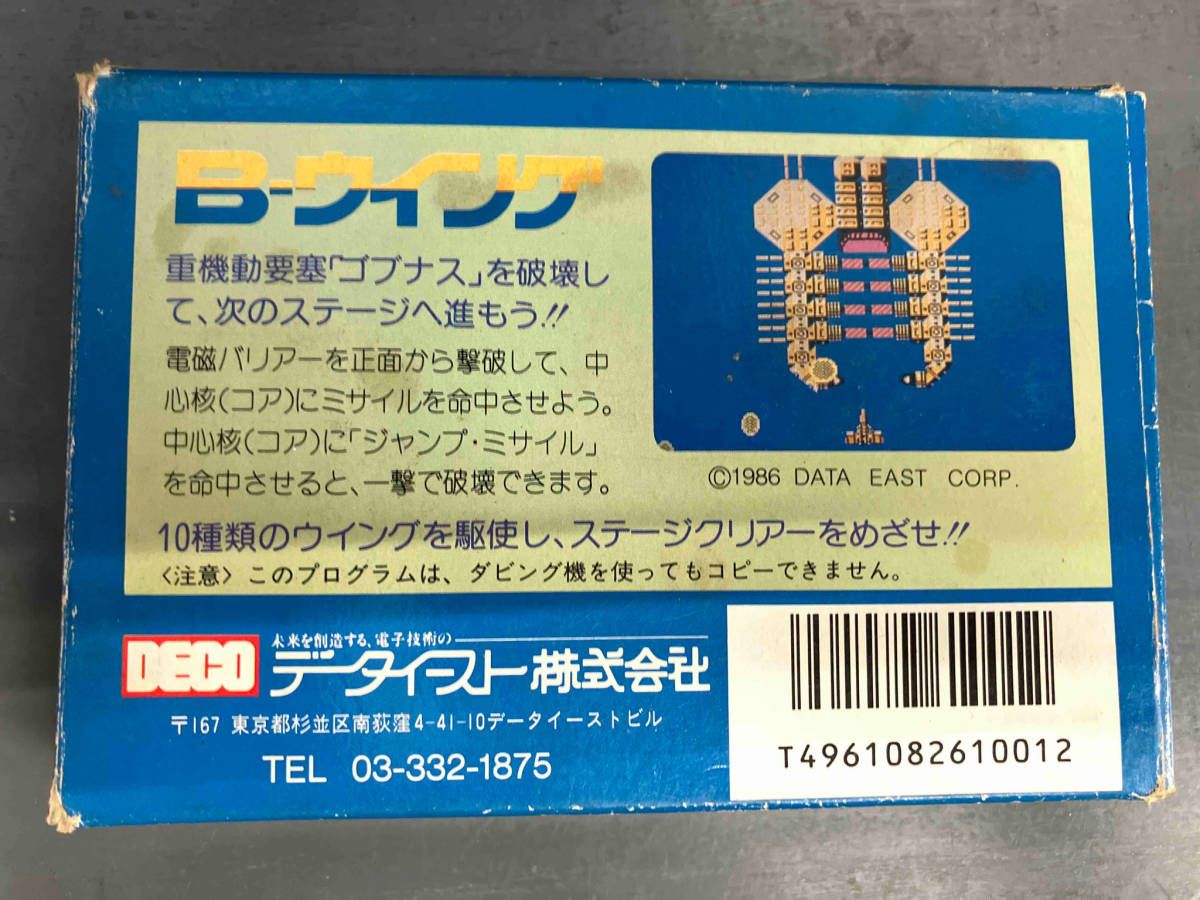 B-ウイング
重機動要塞「ゴブナス」を破壊し
て、次のステージへ進もう!!
電磁バリアーを正面から撃破して、中
心核(コア)にミサイルを命中させよう。
中心核(コア)に「ジャンプ・ミサイル」
を命中させると、一撃で破壊できます。
©1986 DATA EAST CORP.
10種類のウイングを駆使し、ステージクリアーをめざせ!!
〈注意〉このプログラムは、ダビング機を使ってもコピーできません。
DECO
未来を創造する、電子技術の
データイースト株式会社
〒167 東京都杉並区南荻窪4-41-10データイーストビル
TEL 03-332-1875
T4961082610012